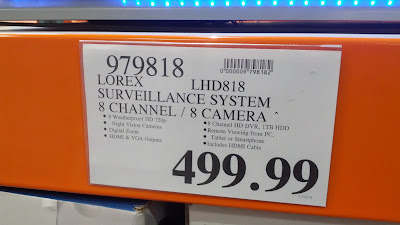 979818
0000009798182
LOREX LHD818
SURVEILLANCE SYSTEM
8 CHANNEL / 8 CAMERA ^
• 8 Weatherproof HD 720p
• Night Vision Cameras
• Digital Zoom
• HDMI & VGA Outputs
• 8 Channel HD DVR, 1TB HDD
• Remote Viewing from PC,
Tablet or Smartphone
• Includes HDMI Cable
499.99